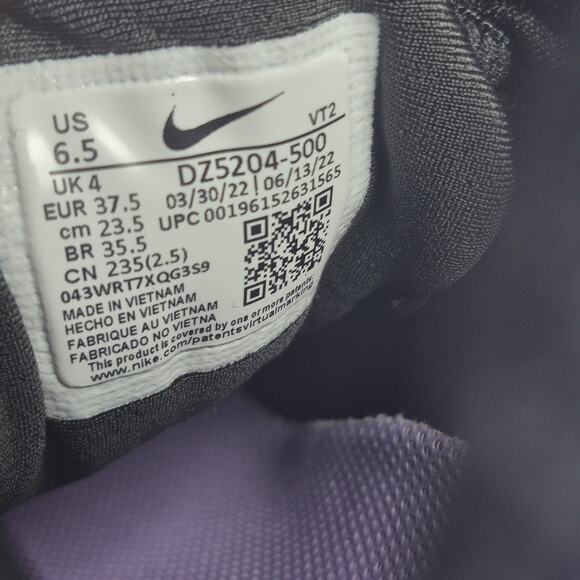 US
6.5
VT2
UK 4
DZ5204-500
EUR 37.5
03/30/22 | 06/13/22
cm 23.5
UPC 00196152631565
BR 35.5
CN 235(2.5)
043WRT7XQG3S9
MADE IN VIETNAM
HECHO EN VIETNAM
FABRIQUE AU VIETNAM
FABRICADO NO VIETNA
This product is covered by one or more patents:
www.nike.com/patentsvirtualmarking